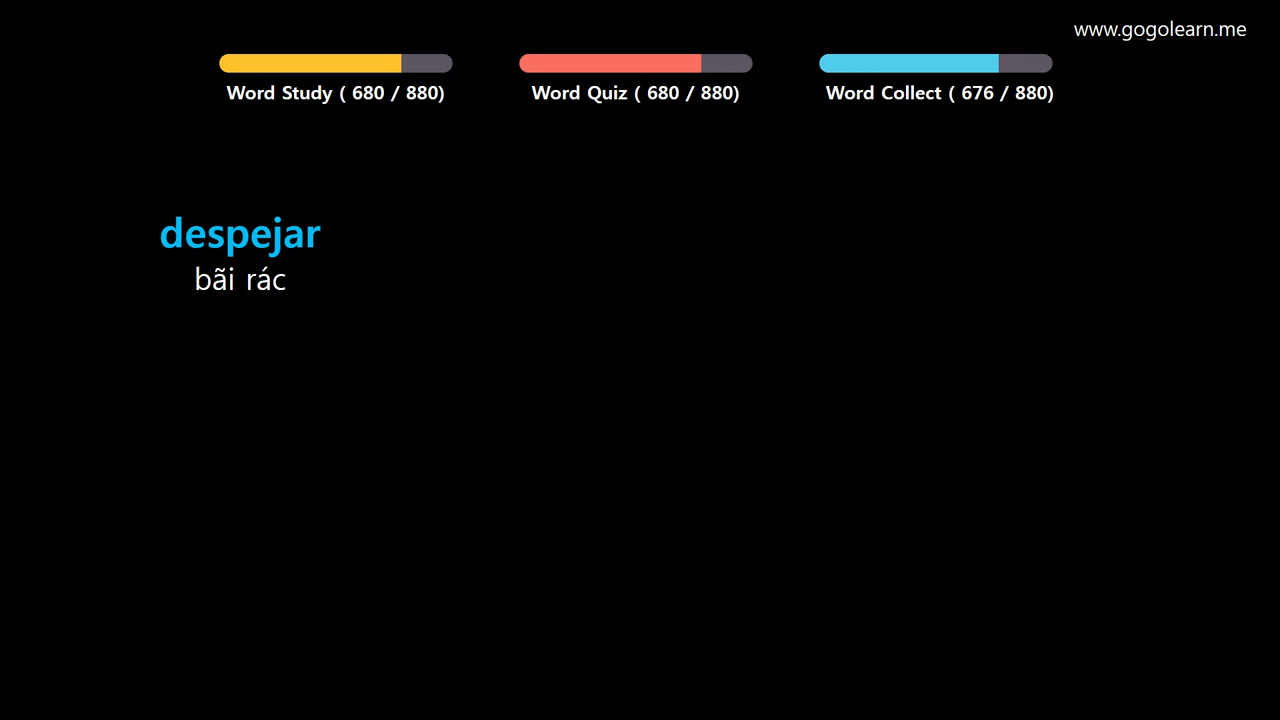 www.gogolearn.me
Word Study ( 680 / 880)
Word Quiz ( 680 / 880)
Word Collect ( 676 / 880)
despejar
bãi rác